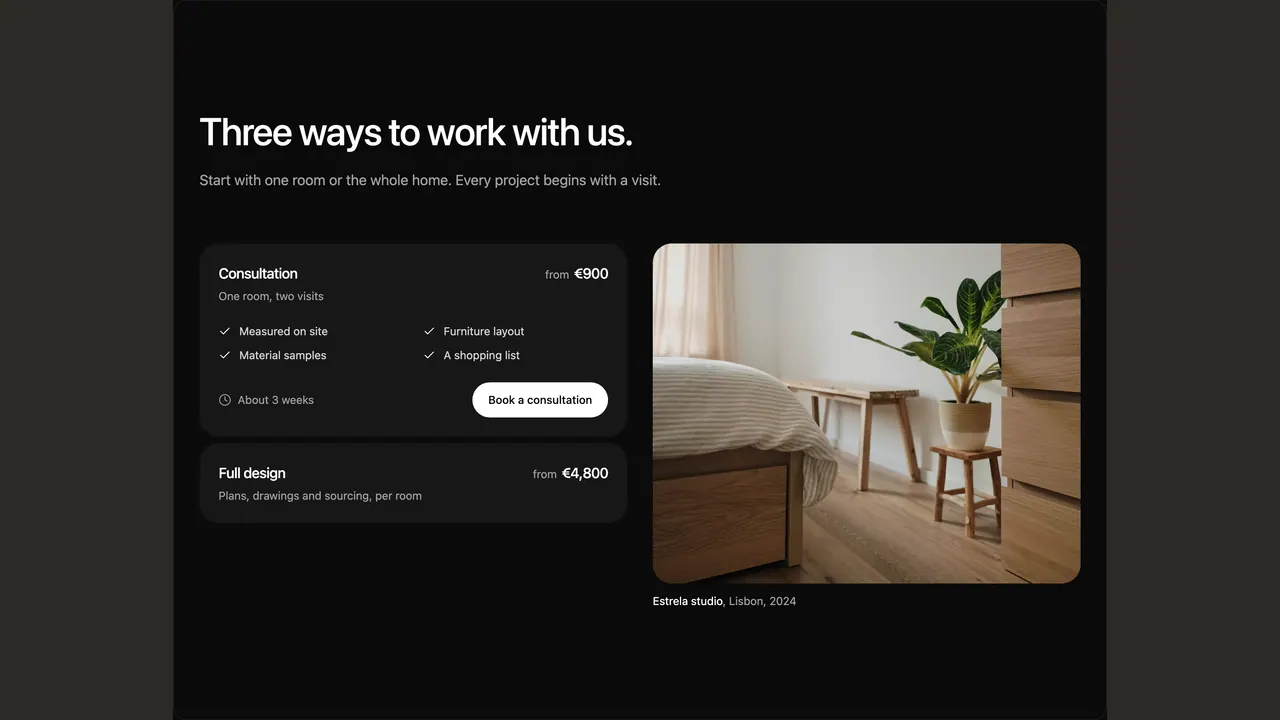 Three ways to work with us.
Start with one room or the whole home. Every project begins with a visit.
Consultation
from €900
One room, two visits
Measured on site
Furniture layout
Material samples
A shopping list
About 3 weeks
Book a consultation
Full design
from €4,800
Plans, drawings and sourcing, per room
Estrela studio, Lisbon, 2024